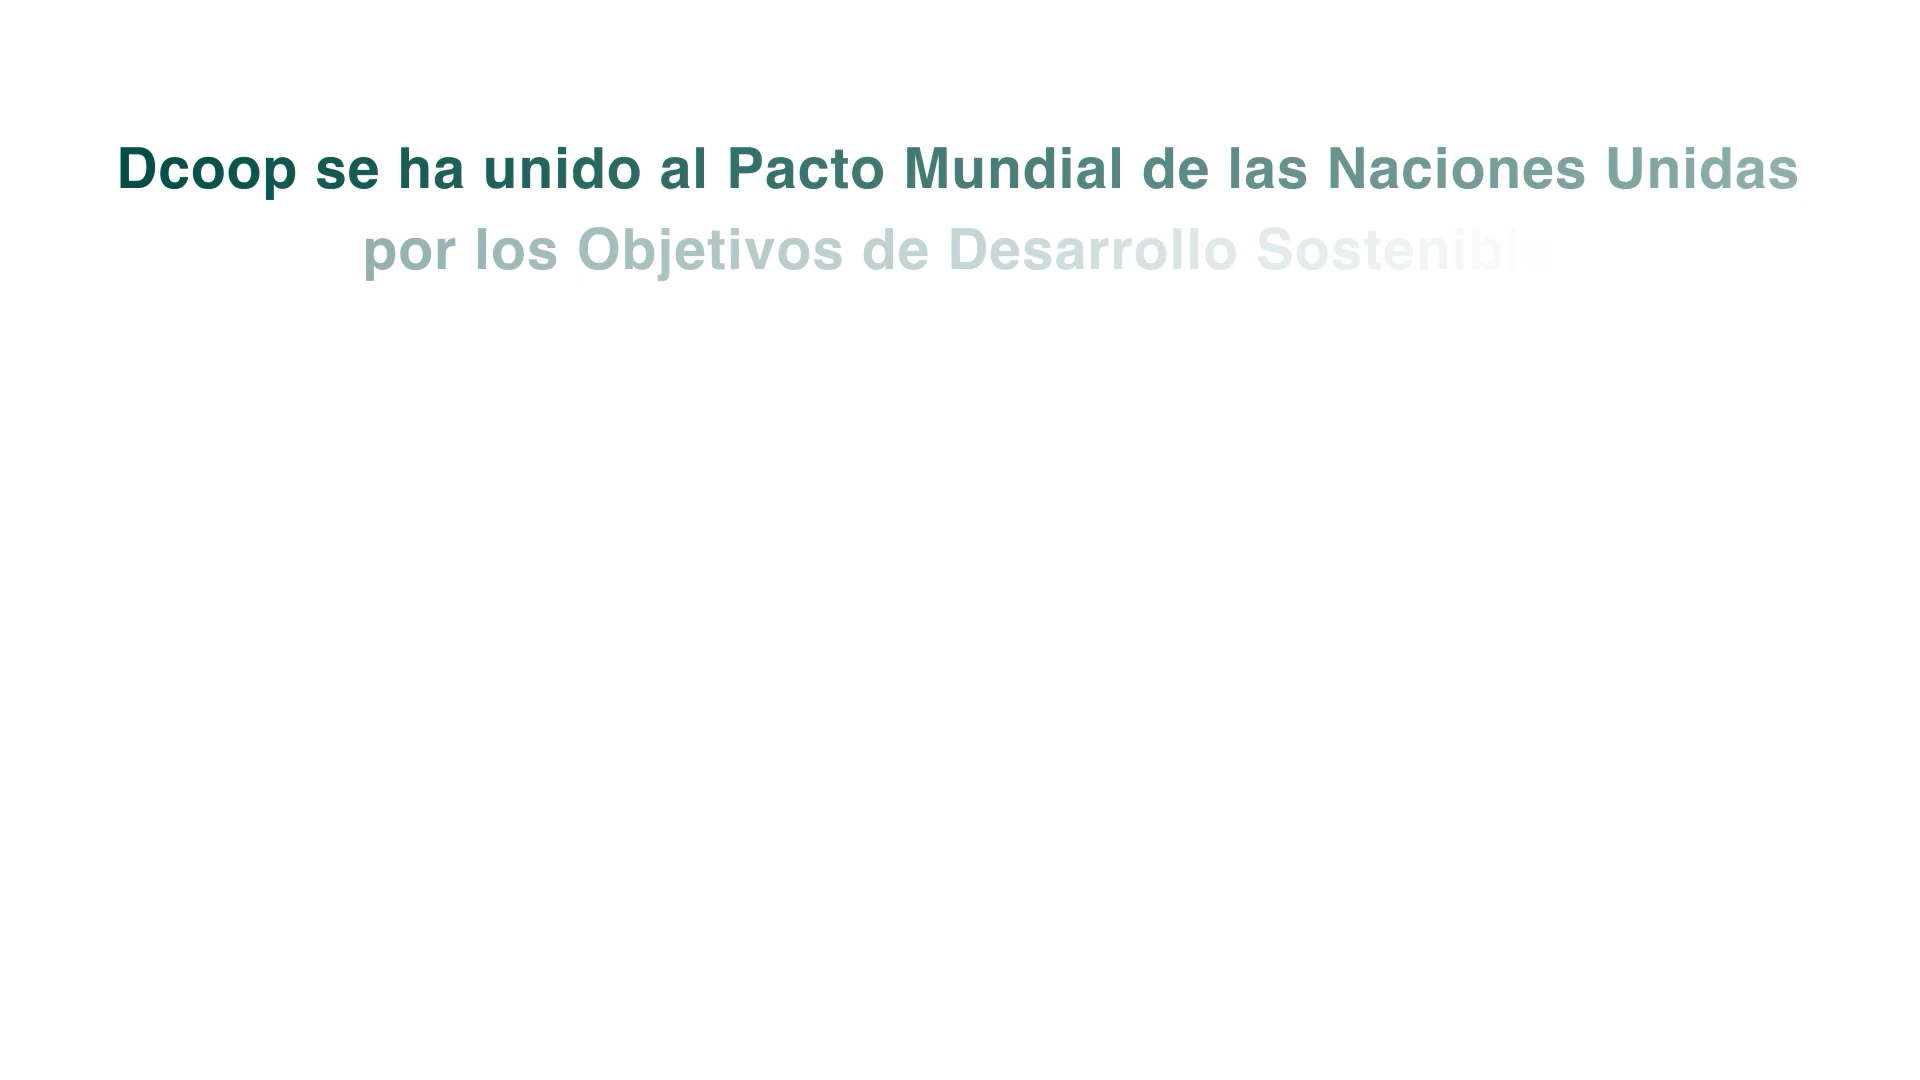 Dcoop se ha unido al Pacto Mundial de las Naciones Unidas
por los Objetivos de Desarrollo Sostenible